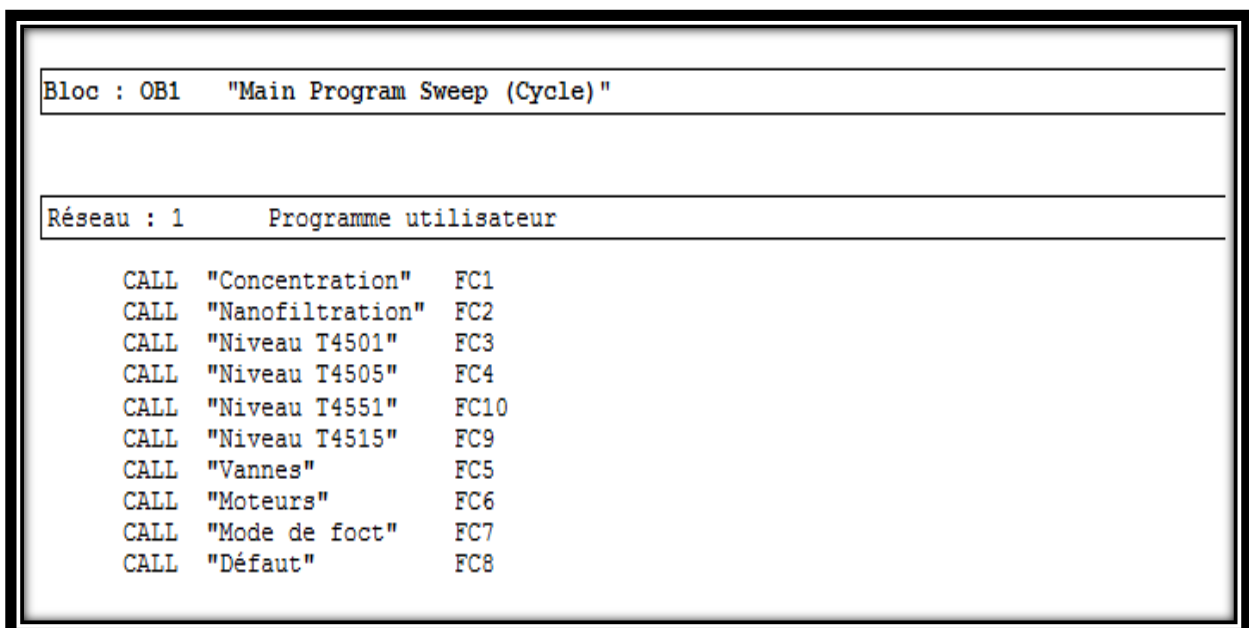 Bloc : OB1 "Main Program Sweep (Cycle)"
Réseau : 1 Programme utilisateur
CALL "Concentration" FC1
CALL "Nanofiltration" FC2
CALL "Niveau T4501" FC3
CALL "Niveau T4505" FC4
CALL "Niveau T4551" FC10
CALL "Niveau T4515" FC9
CALL "Vannes" FC5
CALL "Moteurs" FC6
CALL "Mode de foct" FC7
CALL "Défaut" FC8